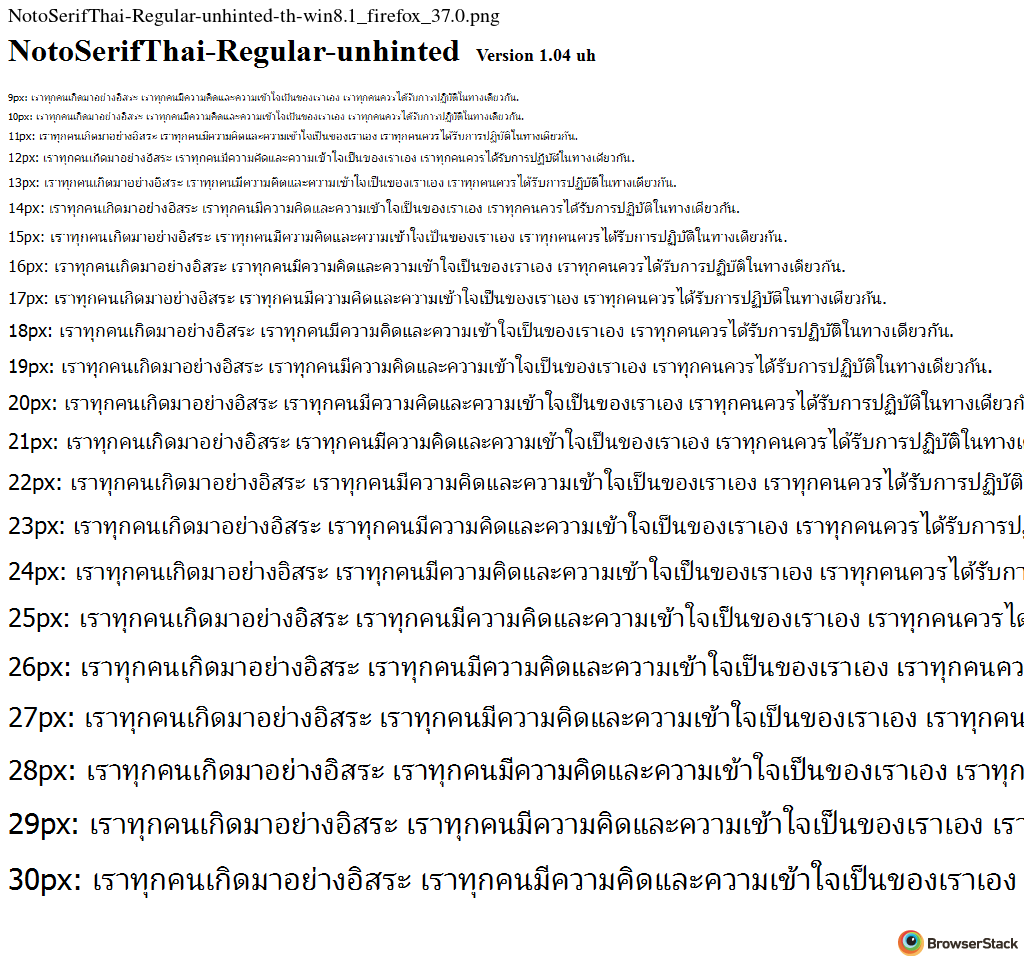 NotoSerifThai-Regular-unhinted-th-win8.1_firefox_37.0.png
NotoSerifThai-Regular-unhinted Version 1.04 uh
9px: เราทุกคนเกิดมาอย่างอิสระ เราทุกคนมีความคิดและความเข้าใจเป็นของเราเอง เราทุกคนควรได้รับการปฏิบัติในทางเดียวกัน.
10px: เราทุกคนเกิดมาอย่างอิสระ เราทุกคนมีความคิดและความเข้าใจเป็นของเราเอง เราทุกคนควรได้รับการปฏิบัติในทางเดียวกัน.
11px: เราทุกคนเกิดมาอย่างอิสระ เราทุกคนมีความคิดและความเข้าใจเป็นของเราเอง เราทุกคนควรได้รับการปฏิบัติในทางเดียวกัน.
12px: เราทุกคนเกิดมาอย่างอิสระ เราทุกคนมีความคิดและความเข้าใจเป็นของเราเอง เราทุกคนควรได้รับการปฏิบัติในทางเดียวกัน.
13px: เราทุกคนเกิดมาอย่างอิสระ เราทุกคนมีความคิดและความเข้าใจเป็นของเราเอง เราทุกคนควรได้รับการปฏิบัติในทางเดียวกัน.
14px: เราทุกคนเกิดมาอย่างอิสระ เราทุกคนมีความคิดและความเข้าใจเป็นของเราเอง เราทุกคนควรได้รับการปฏิบัติในทางเดียวกัน.
15px: เราทุกคนเกิดมาอย่างอิสระ เราทุกคนมีความคิดและความเข้าใจเป็นของเราเอง เราทุกคนควรได้รับการปฏิบัติในทางเดียวกัน.
16px: เราทุกคนเกิดมาอย่างอิสระ เราทุกคนมีความคิดและความเข้าใจเป็นของเราเอง เราทุกคนควรได้รับการปฏิบัติในทางเดียวกัน.
17px: เราทุกคนเกิดมาอย่างอิสระ เราทุกคนมีความคิดและความเข้าใจเป็นของเราเอง เราทุกคนควรได้รับการปฏิบัติในทางเดียวกัน.
18px: เราทุกคนเกิดมาอย่างอิสระ เราทุกคนมีความคิดและความเข้าใจเป็นของเราเอง เราทุกคนควรได้รับการปฏิบัติในทางเดียวกัน.
19px: เราทุกคนเกิดมาอย่างอิสระ เราทุกคนมีความคิดและความเข้าใจเป็นของเราเอง เราทุกคนควรได้รับการปฏิบัติในทางเดียวกัน.
20px: เราทุกคนเกิดมาอย่างอิสระ เราทุกคนมีความคิดและความเข้าใจเป็นของเราเอง เราทุกคนควรได้รับการปฏิบัติในทางเดียวกั
21px: เราทุกคนเกิดมาอย่างอิสระ เราทุกคนมีความคิดและความเข้าใจเป็นของเราเอง เราทุกคนควรได้รับการปฏิบัติในทางเ
22px: เราทุกคนเกิดมาอย่างอิสระ เราทุกคนมีความคิดและความเข้าใจเป็นของเราเอง เราทุกคนควรได้รับการปฏิบัติ
23px: เราทุกคนเกิดมาอย่างอิสระ เราทุกคนมีความคิดและความเข้าใจเป็นของเราเอง เราทุกคนควรได้รับการป
24px: เราทุกคนเกิดมาอย่างอิสระ เราทุกคนมีความคิดและความเข้าใจเป็นของเราเอง เราทุกคนควรได้รับกา
25px: เราทุกคนเกิดมาอย่างอิสระ เราทุกคนมีความคิดและความเข้าใจเป็นของเราเอง เราทุกคนควรได้
26px: เราทุกคนเกิดมาอย่างอิสระ เราทุกคนมีความคิดและความเข้าใจเป็นของเราเอง เราทุกคนคว
27px: เราทุกคนเกิดมาอย่างอิสระ เราทุกคนมีความคิดและความเข้าใจเป็นของเราเอง เราทุกคน
28px: เราทุกคนเกิดมาอย่างอิสระ เราทุกคนมีความคิดและความเข้าใจเป็นของเราเอง เราทุก
29px: เราทุกคนเกิดมาอย่างอิสระ เราทุกคนมีความคิดและความเข้าใจเป็นของเราเอง เรา
30px: เราทุกคนเกิดมาอย่างอิสระ เราทุกคนมีความคิดและความเข้าใจเป็นของเราเอง
BrowserStack